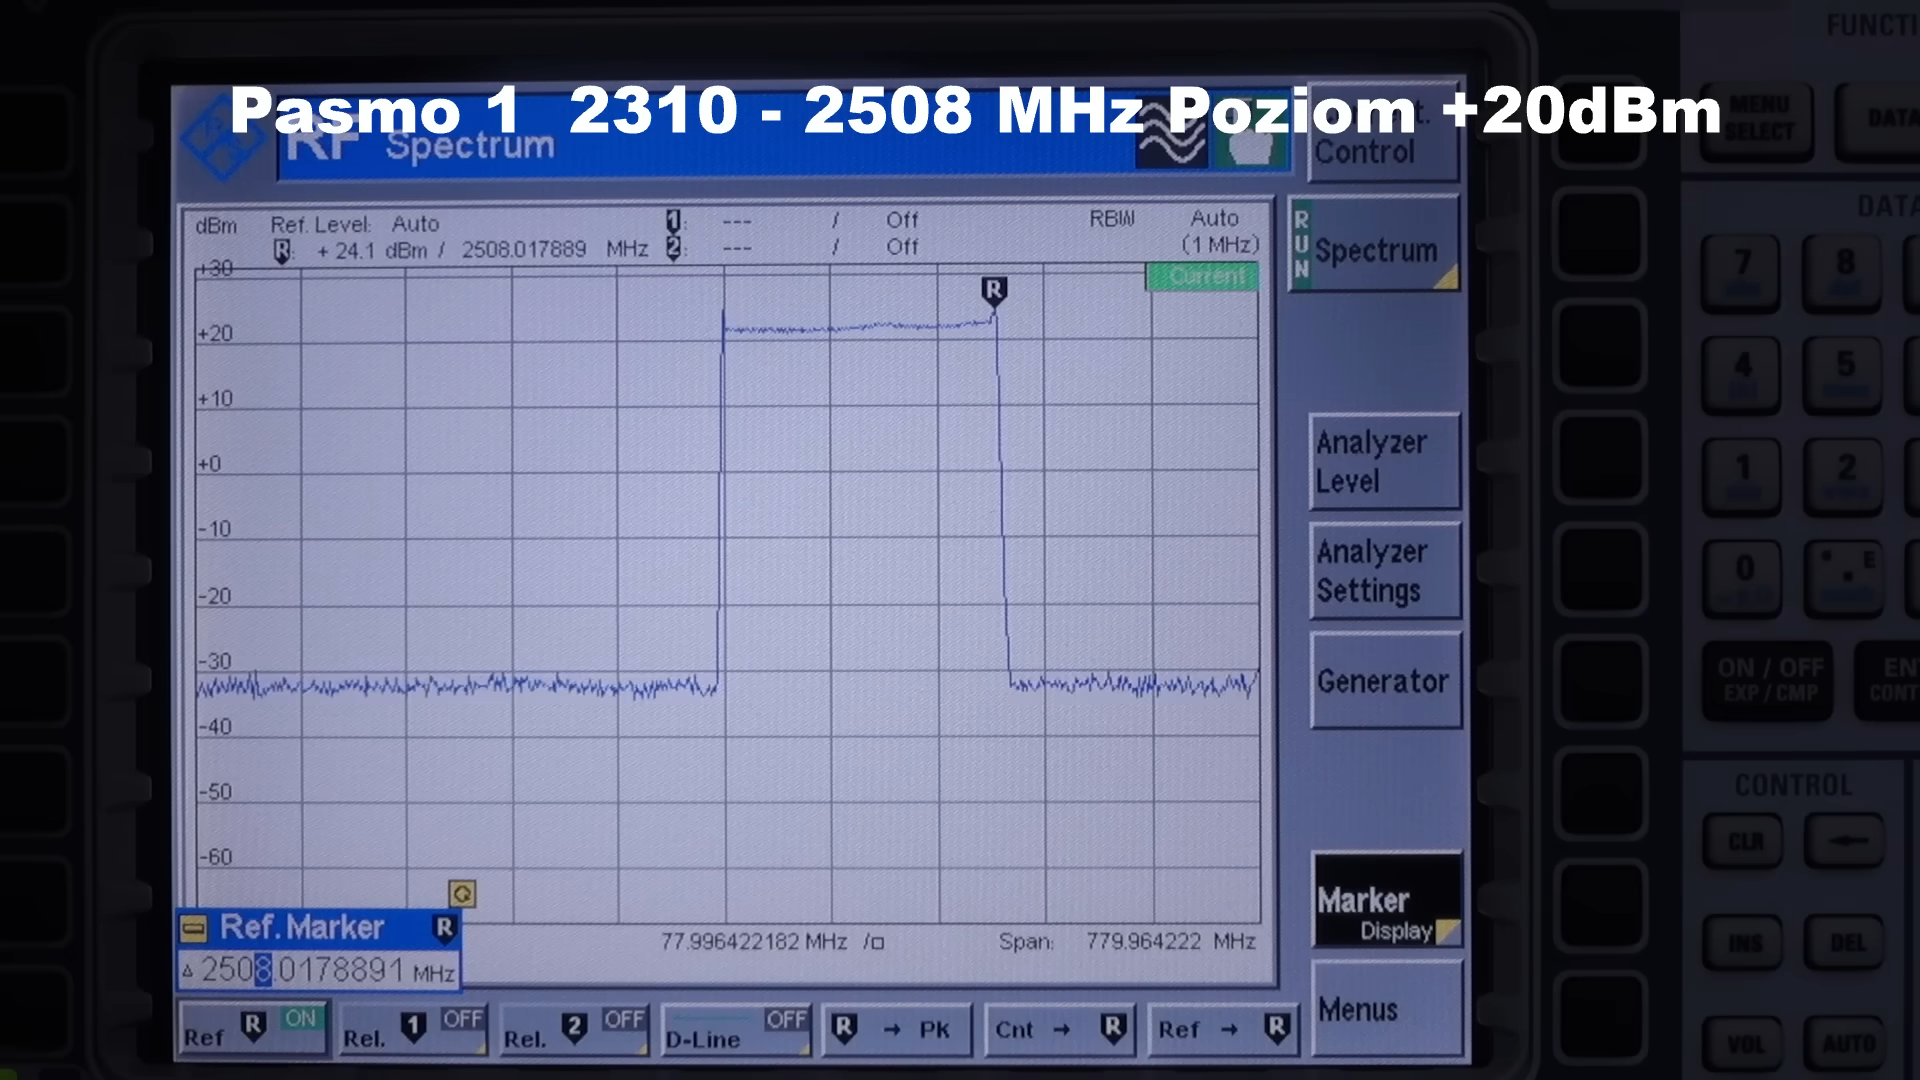 Pasmo 1 2310 - 2508 MHz Poziom +20dBm
RF Spectrum
Control
FUNCTI
MENU SELECT
DATA
dBm Ref. Level: Auto
R: + 24.1 dBm / 2508.017889 MHz
1: --- / Off
2: --- / Off
RBW Auto
(1 MHz)
Current
R
+30
+20
+10
+0
-10
-20
-30
-40
-50
-60
RUN
Spectrum
Analyzer Level
Analyzer Settings
Generator
Marker
Display
Menus
Ref. Marker R
2508.0178891 MHz
77.996422182 MHz /
Span: 779.964222 MHz
Ref R ON
Rel. 1 OFF
Rel. 2 OFF
D-Line OFF
R → PK
Cnt → R
Ref → R
DATA
7
8
4
5
1
2
0
. E
ON / OFF
EXP / CMP
EN
CONT
CONTROL
CLR
INS
DEL
VOL
AUTO